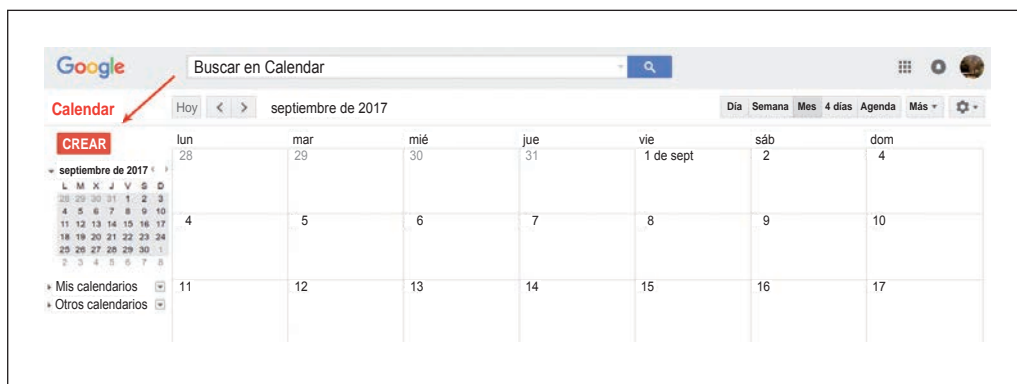 Google Buscar en Calendar
Calendar Hoy < > septiembre de 2017 Día Semana Mes 4 días Agenda Más
CREAR lun mar mié jue vie sáb dom
28 29 30 31 1 de sept 2 4
septiembre de 2017 < >
L M X J V S D
28 29 30 31 1 2 3
4 5 6 7 8 9 10
11 12 13 14 15 16 17
18 19 20 21 22 23 24
25 26 27 28 29 30 1
2 3 4 5 6 7 8
4 5 6 7 8 9 10
Mis calendarios
Otros calendarios
11 12 13 14 15 16 17